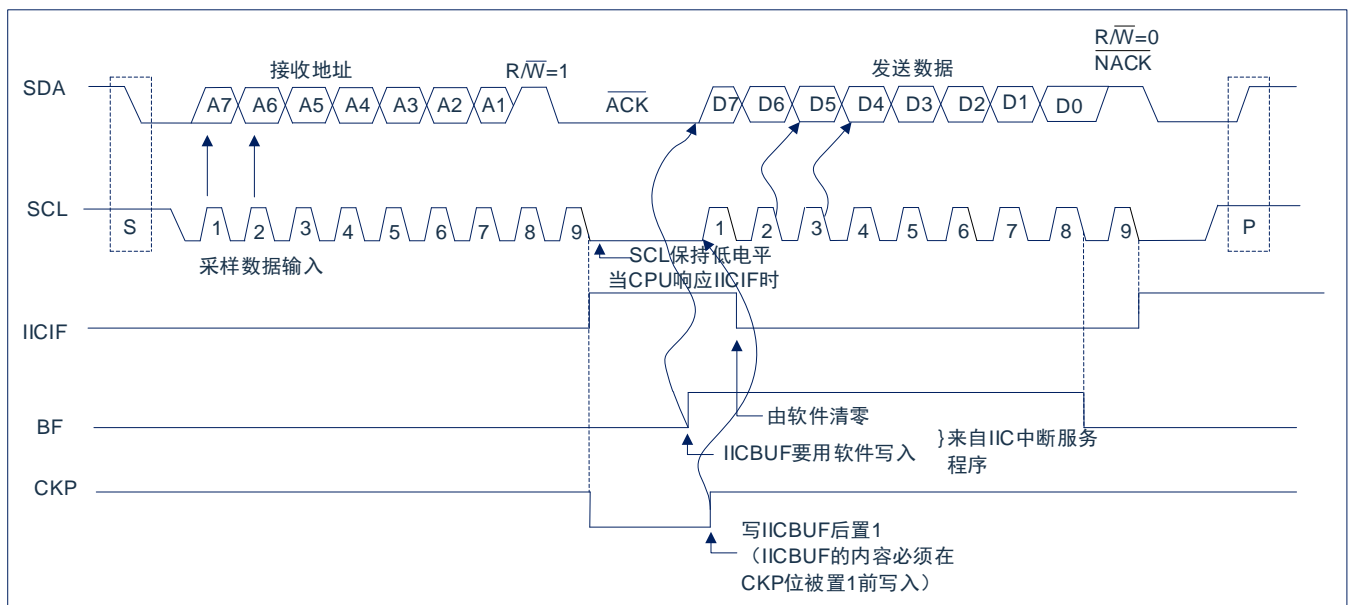 R/W=0
NACK
接收地址
R/W=1
发送数据
SDA
A7 A6 A5 A4 A3 A2 A1
ACK
D7 D6 D5 D4 D3 D2 D1 D0
SCL
S
1 2 3 4 5 6 7 8 9
1 2 3 4 5 6 7 8 9
P
采样数据输入
SCL保持低电平
当CPU响应IICIF时
IICIF
由软件清零
BF
IICBUF要用软件写入
}来自IIC中断服务
程序
CKP
写IICBUF后置1
（IICBUF的内容必须在
CKP位被置1前写入）